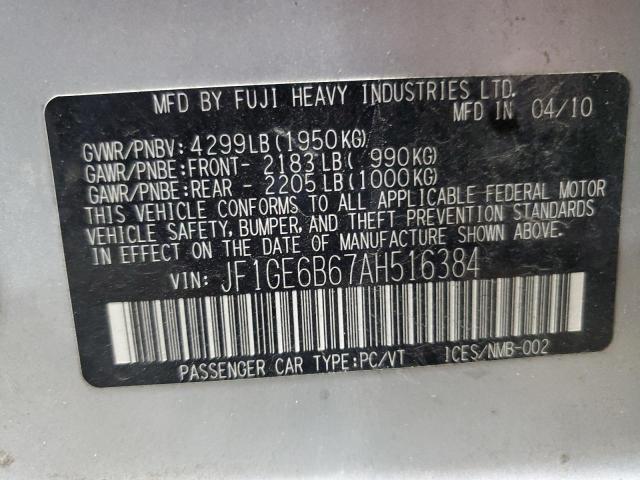 MFD BY FUJI HEAVY INDUSTRIES LTD.
MFD IN 04/10
GVWR/PNBV: 4299LB (1950KG)
GAWR/PNBE:FRONT- 2183LB( 990KG)
GAWR/PNBE:REAR - 2205LB(1000KG)
THIS VEHICLE CONFORMS TO ALL APPLICABLE FEDERAL MOTOR
VEHICLE SAFETY, BUMPER, AND THEFT PREVENTION STANDARDS
IN EFFECT ON THE DATE OF MANUFACTURE SHOWN ABOVE.
VIN: JF1GE6B67AH516384
PASSENGER CAR TYPE:PC/VT ICES/NMB-002